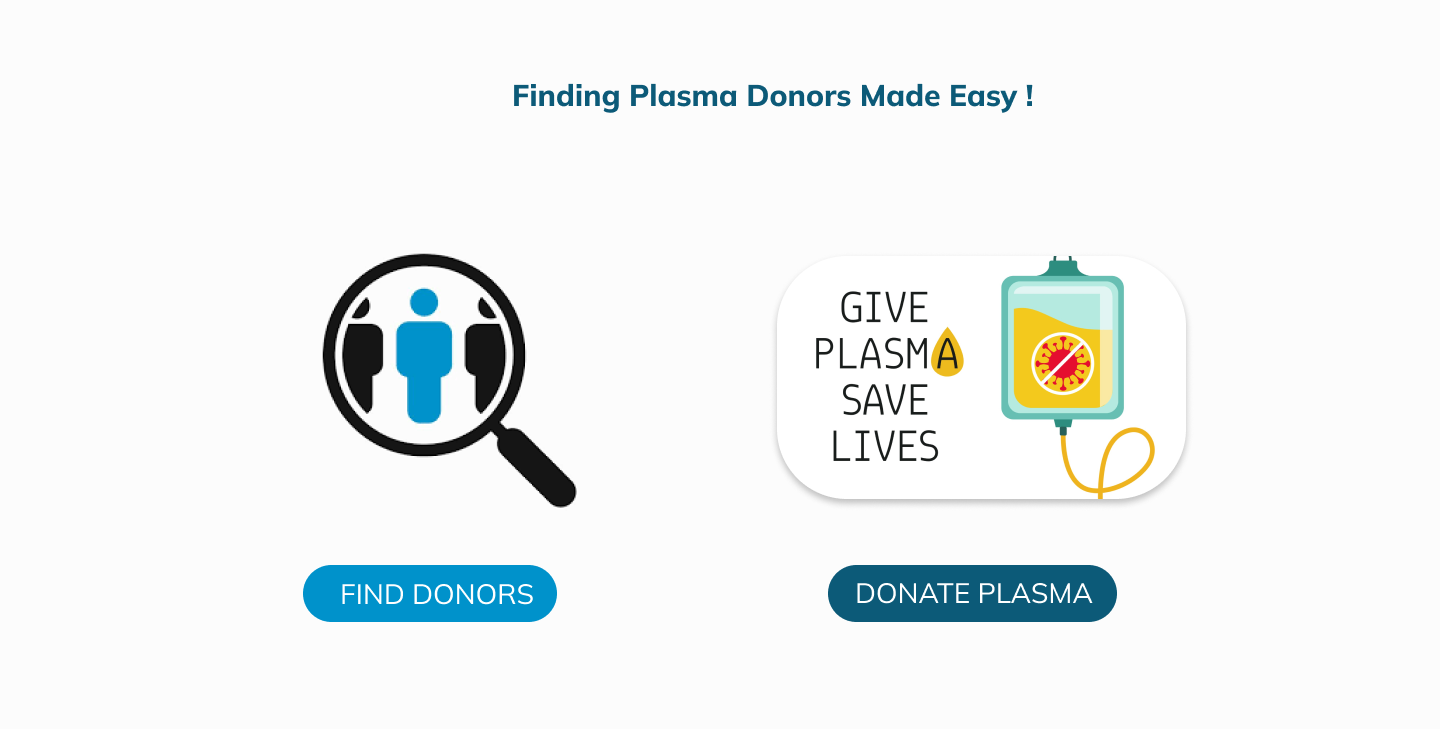 Finding Plasma Donors Made Easy !
GIVE
PLASMA
SAVE
LIVES
FIND DONORS
DONATE PLASMA